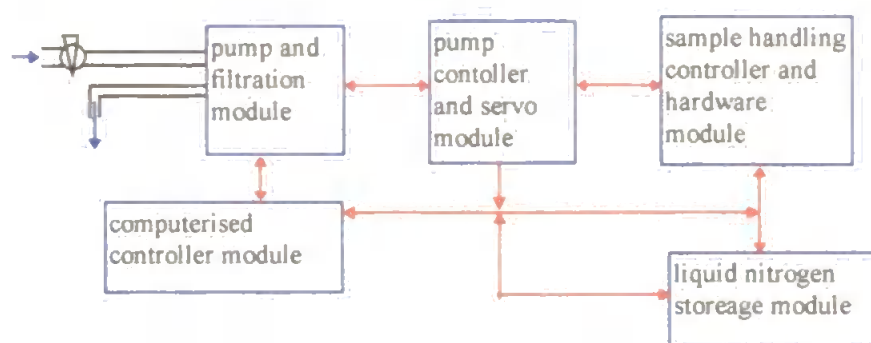 pump and
filtration
module
pump
contoller
and servo
module
sample handling
controller and
hardware
module
computerised
controller module
liquid nitrogen
storeage module